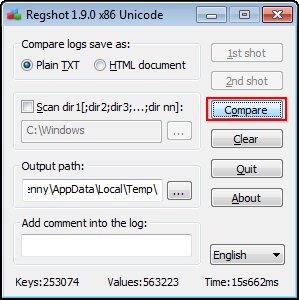 Regshot 1.9.0 x86 Unicode
Compare logs save as:
Plain TXT
HTML document
1st shot
2nd shot
Scan dir1[;dir2;dir3;...;dir nn]:
C:\Windows
...
Compare
Clear
Output path:
enny\AppData\Local\Temp\
...
Quit
About
Add comment into the log:
English
Keys:253074 Values:563223 Time:15s662ms